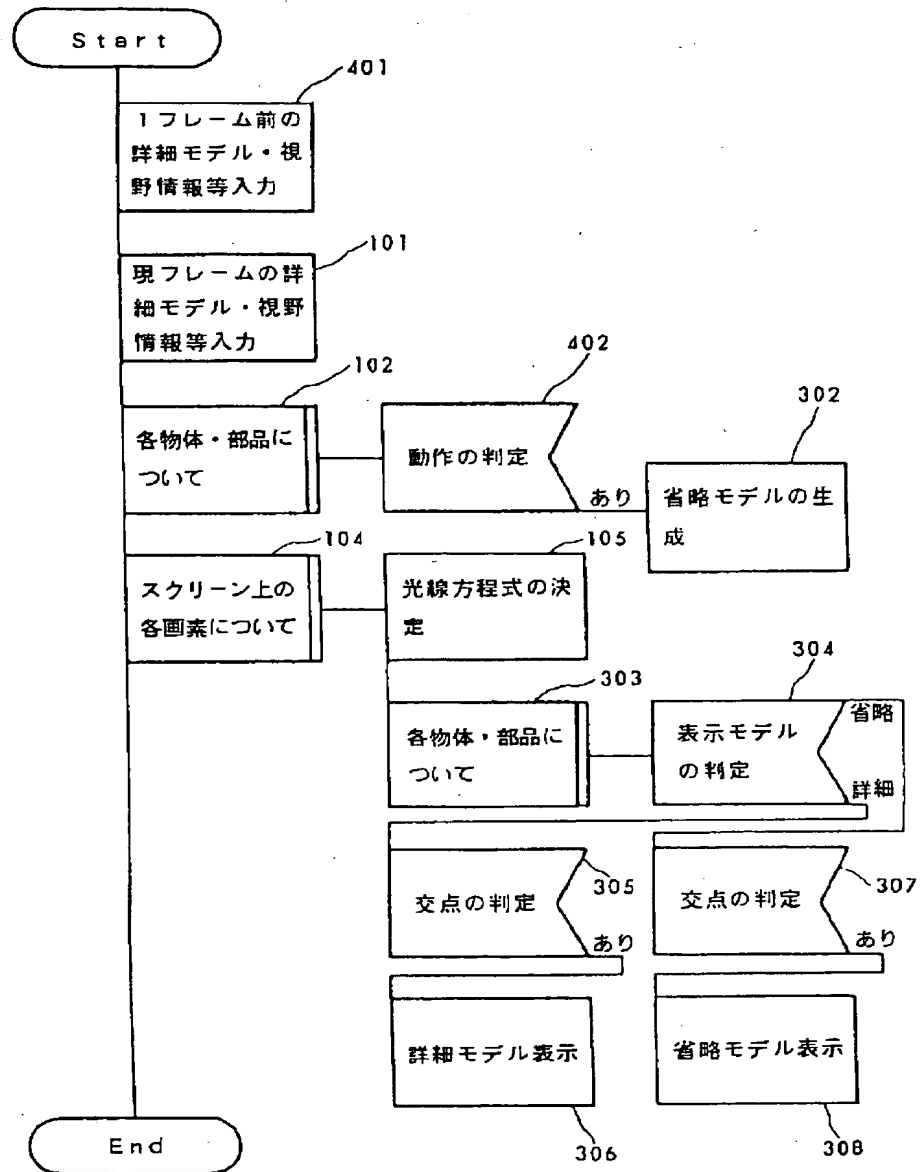 Start
401
1フレーム前の
詳細モデル・視
野情報等入力
101
現フレームの詳
細モデル・視野
情報等入力
102
各物体・部品に
ついて
402
動作の判定
あり
302
省略モデルの生
成
104
スクリーン上の
各画素について
105
光線方程式の決
定
303
各物体・部品に
ついて
304
表示モデル
の判定
省略
詳細
305
交点の判定
あり
307
交点の判定
あり
詳細モデル表示
306
省略モデル表示
308
End